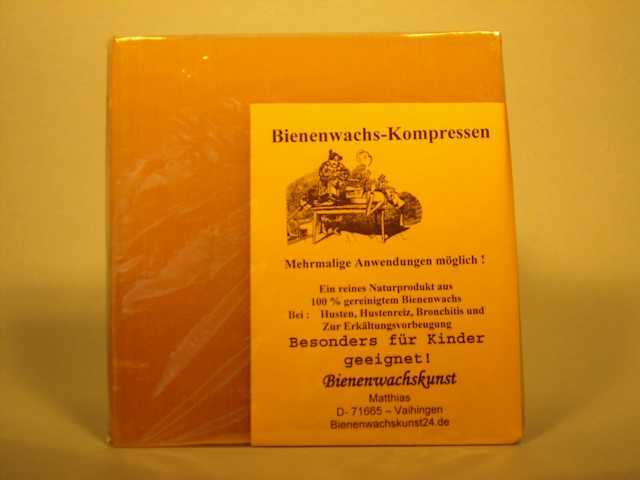 Bienenwachs-Kompressen
Mehrmalige Anwendungen möglich !
Ein reines Naturprodukt aus
100 % gereinigtem Bienenwachs
Bei : Husten, Hustenreiz, Bronchitis und
Zur Erkältungsvorbeugung
Besonders für Kinder
geeignet!
Bienenwachskunst
Matthias
D- 71665 – Vaihingen
Bienenwachskunst24.de